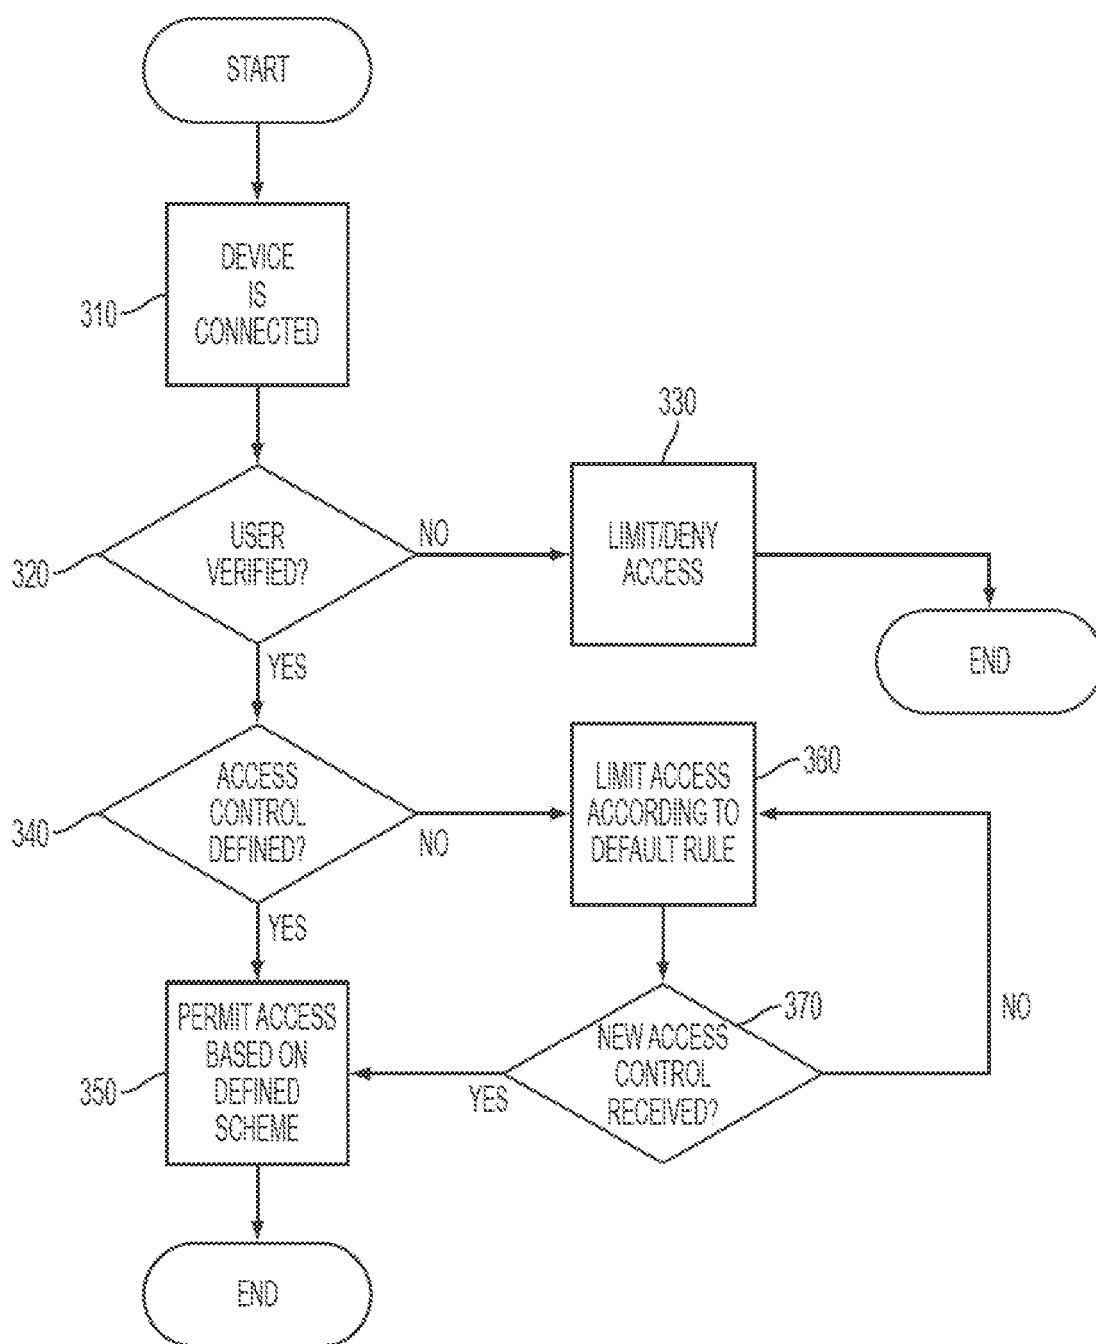 START
310
DEVICE
IS
CONNECTED
330
320
USER
VERIFIED?
NO
LIMIT/DENY
ACCESS
YES
END
340
ACCESS
CONTROL
DEFINED?
NO
LIMIT ACCESS
ACCORDING TO
DEFAULT RULE
360
YES
350
PERMIT ACCESS
BASED ON
DEFINED
SCHEME
YES
NEW ACCESS
CONTROL
RECEIVED?
370
NO
END